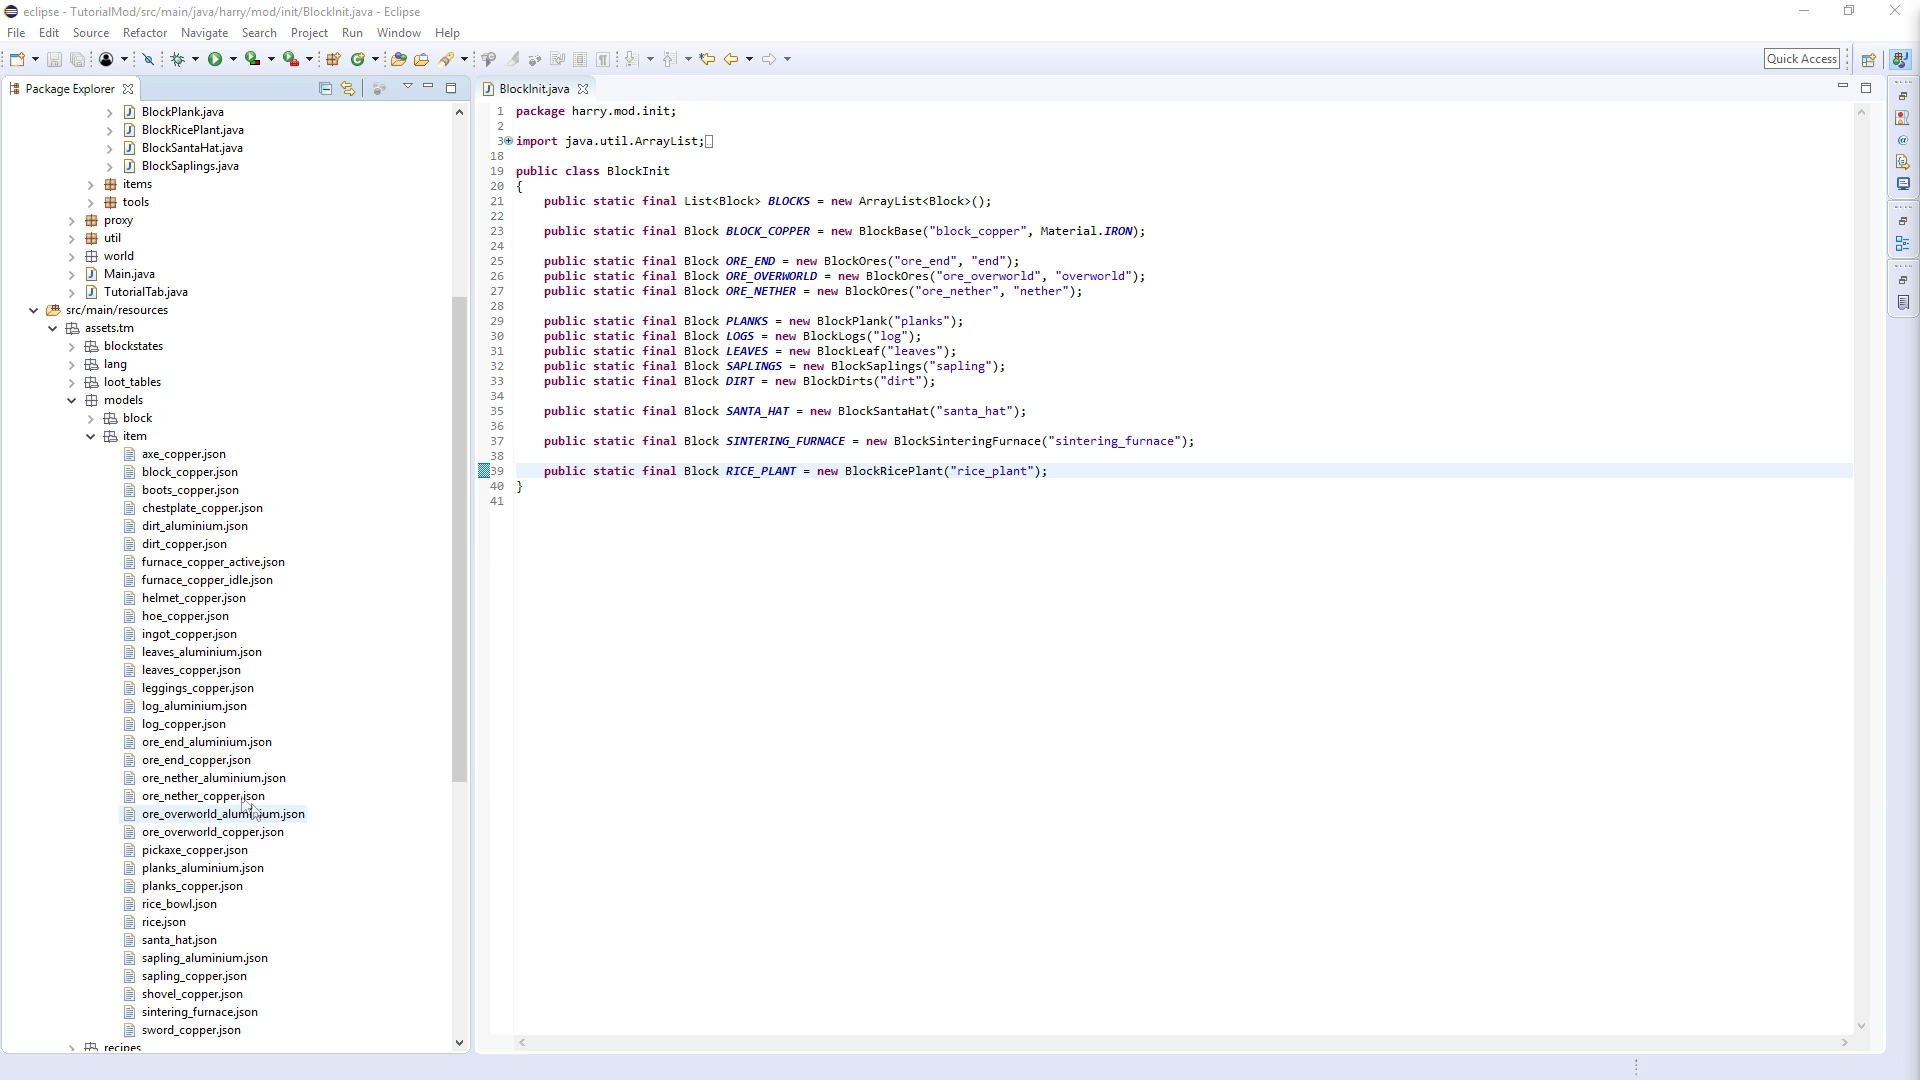 eclipse - TutorialMod/src/main/java/harry/mod/init/BlockInit.java - Eclipse
File Edit Source Refactor Navigate Search Project Run Window Help
Quick Access
Package Explorer
BlockPlank.java
BlockRicePlant.java
BlockSantaHat.java
BlockSaplings.java
items
tools
proxy
util
world
Main.java
TutorialTab.java
src/main/resources
assets.tm
blockstates
lang
loot_tables
models
block
item
axe_copper.json
block_copper.json
boots_copper.json
chestplate_copper.json
dirt_aluminium.json
dirt_copper.json
furnace_copper_active.json
furnace_copper_idle.json
helmet_copper.json
hoe_copper.json
ingot_copper.json
leaves_aluminium.json
leaves_copper.json
leggings_copper.json
log_aluminium.json
log_copper.json
ore_end_aluminium.json
ore_end_copper.json
ore_nether_aluminium.json
ore_nether_copper.json
ore_overworld_aluminium.json
ore_overworld_copper.json
pickaxe_copper.json
planks_aluminium.json
planks_copper.json
rice_bowl.json
rice.json
santa_hat.json
sapling_aluminium.json
sapling_copper.json
shovel_copper.json
sintering_furnace.json
sword_copper.json
recipes
BlockInit.java
1 package harry.mod.init;
2
3 import java.util.ArrayList;
18
19 public class BlockInit
20 {
21 public static final List<Block> BLOCKS = new ArrayList<Block>();
22
23 public static final Block BLOCK_COPPER = new BlockBase("block_copper", Material.IRON);
24
25 public static final Block ORE_END = new BlockOres("ore_end", "end");
26 public static final Block ORE_OVERWORLD = new BlockOres("ore_overworld", "overworld");
27 public static final Block ORE_NETHER = new BlockOres("ore_nether", "nether");
28
29 public static final Block PLANKS = new BlockPlank("planks");
30 public static final Block LOGS = new BlockLogs("log");
31 public static final Block LEAVES = new BlockLeaf("leaves");
32 public static final Block SAPLINGS = new BlockSaplings("sapling");
33 public static final Block DIRT = new BlockDirts("dirt");
34
35 public static final Block SANTA_HAT = new BlockSantaHat("santa_hat");
36
37 public static final Block SINTERING_FURNACE = new BlockSinteringFurnace("sintering_furnace");
38
39 public static final Block RICE_PLANT = new BlockRicePlant("rice_plant");
40 }
41